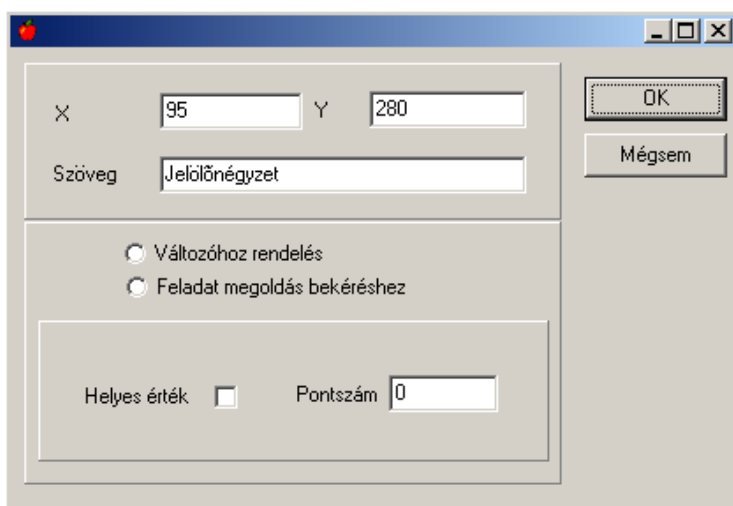 X 95 Y 280
OK
Szöveg Jelölõnégyzet
Mégsem
Változóhoz rendelés
Feladat megoldás bekéréshez
Helyes érték Pontszám 0